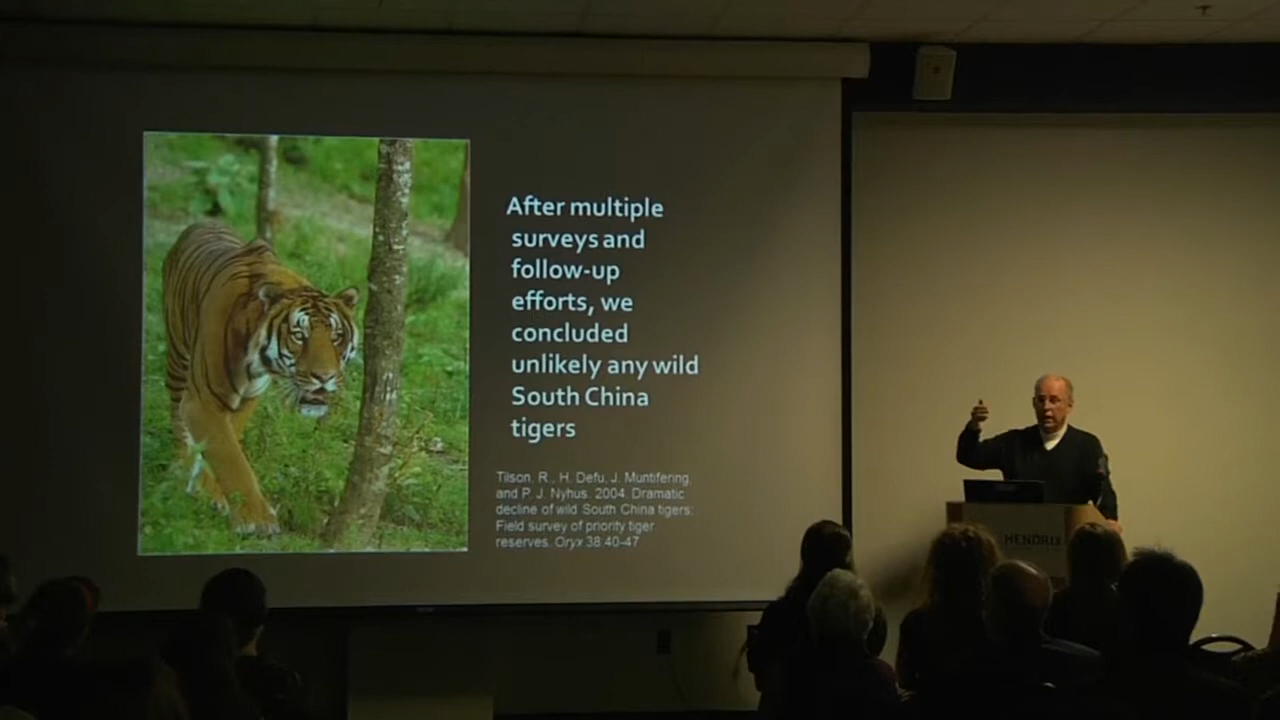 After multiple
surveys and
follow-up
efforts, we
concluded
unlikely any wild
South China
tigers
Tilson, R., H. Defu, J. Muntifering,
and P. J. Nyhus. 2004. Dramatic
decline of wild South China tigers:
Field survey of priority tiger
reserves. Oryx 38:40-47
HENDRIX